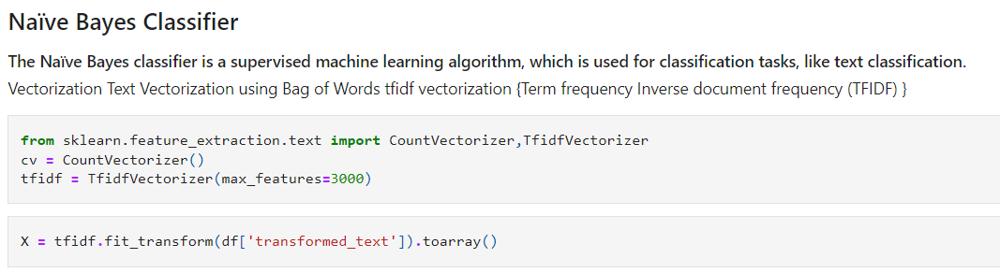 Naïve Bayes Classifier
The Naïve Bayes classifier is a supervised machine learning algorithm, which is used for classification tasks, like text classification.
Vectorization Text Vectorization using Bag of Words tfidf vectorization {Term frequency Inverse document frequency (TFIDF) }
from sklearn.feature_extraction.text import CountVectorizer,TfidfVectorizer
cv = CountVectorizer()
tfidf = TfidfVectorizer(max_features=3000)
X = tfidf.fit_transform(df['transformed_text']).toarray()